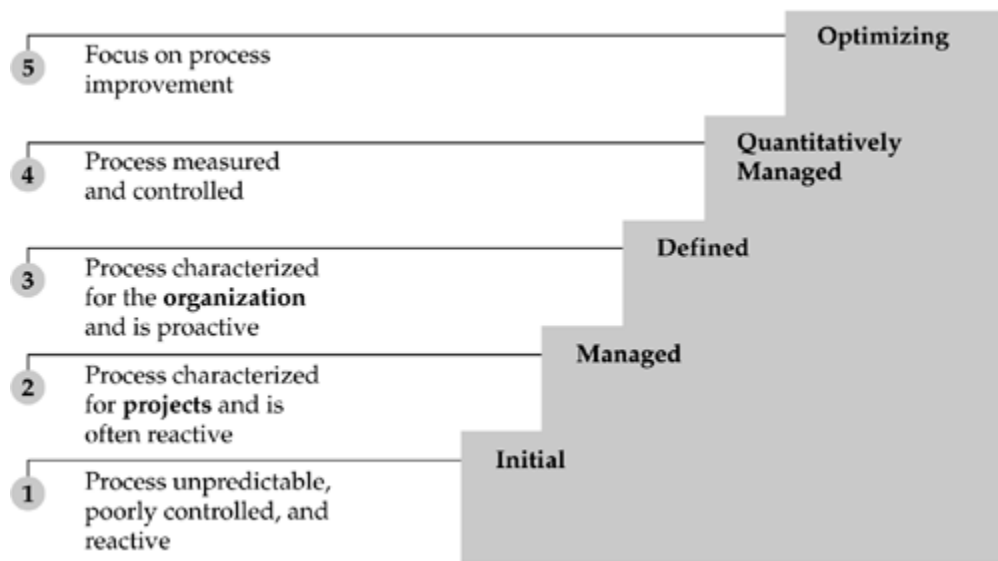 Optimizing
5
Focus on process
improvement
Quantitatively
Managed
4
Process measured
and controlled
Defined
3
Process characterized
for the organization
and is proactive
Managed
2
Process characterized
for projects and is
often reactive
Initial
1
Process unpredictable,
poorly controlled, and
reactive